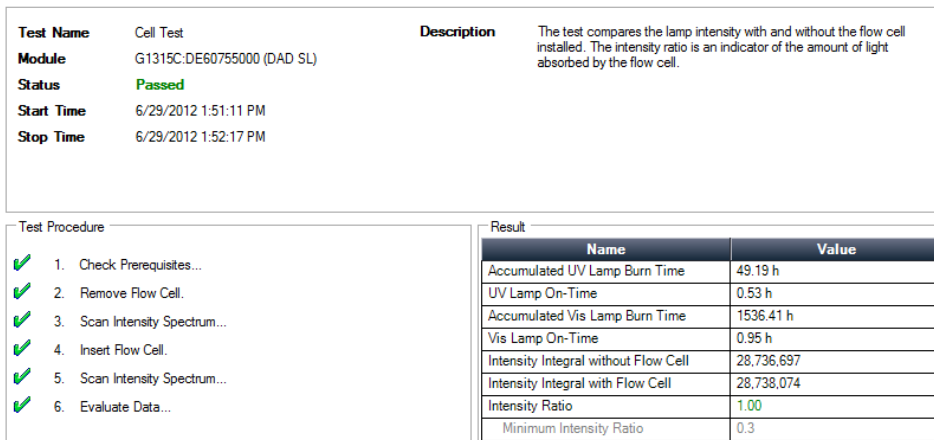 Test Name Cell Test
Module G1315C:DE60755000 (DAD SL)
Status Passed
Start Time 6/29/2012 1:51:11 PM
Stop Time 6/29/2012 1:52:17 PM
Description The test compares the lamp intensity with and without the flow cell
installed. The intensity ratio is an indicator of the amount of light
absorbed by the flow cell.
Test Procedure
1. Check Prerequisites...
2. Remove Flow Cell.
3. Scan Intensity Spectrum...
4. Insert Flow Cell.
5. Scan Intensity Spectrum...
6. Evaluate Data...
Result
Name Value
Accumulated UV Lamp Burn Time 49.19 h
UV Lamp On-Time 0.53 h
Accumulated Vis Lamp Burn Time 1536.41 h
Vis Lamp On-Time 0.95 h
Intensity Integral without Flow Cell 28,736,697
Intensity Integral with Flow Cell 28,738,074
Intensity Ratio 1.00
Minimum Intensity Ratio 0.3